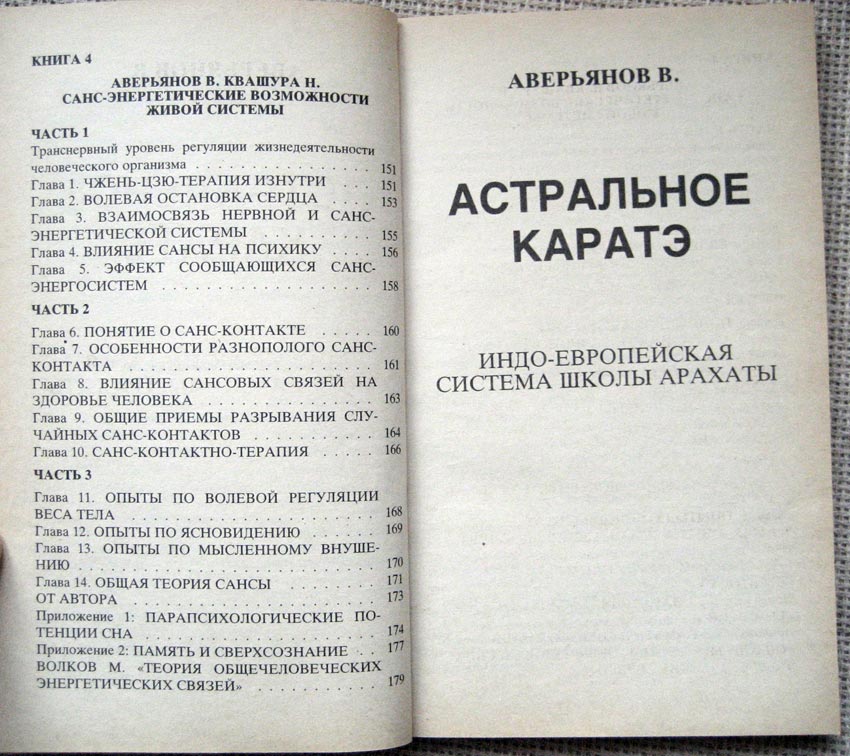 КНИГА 4
АВЕРЬЯНОВ В. КВАШУРА Н.
САНС-ЭНЕРГЕТИЧЕСКИЕ ВОЗМОЖНОСТИ
ЖИВОЙ СИСТЕМЫ
ЧАСТЬ 1
Транснервный уровень регуляции жизнедеятельности
человеческого организма . . . . . . . . . . . . . 151
Глава 1. ЧЖЕНЬ-ЦЗЮ-ТЕРАПИЯ ИЗНУТРИ . . . 151
Глава 2. ВОЛЕВАЯ ОСТАНОВКА СЕРДЦА . . . . 153
Глава 3. ВЗАИМОСВЯЗЬ НЕРВНОЙ И САНС-
ЭНЕРГЕТИЧЕСКОЙ СИСТЕМЫ . . . . . . . . . 155
Глава 4. ВЛИЯНИЕ САНСЫ НА ПСИХИКУ . . . . 156
Глава 5. ЭФФЕКТ СООБЩАЮЩИХСЯ САНС-
ЭНЕРГОСИСТЕМ . . . . . . . . . . . . . . . 158
ЧАСТЬ 2
Глава 6. ПОНЯТИЕ О САНС-КОНТАКТЕ . . . . . 160
Глава 7. ОСОБЕННОСТИ РАЗНОПОЛОГО САНС-
КОНТАКТА . . . . . . . . . . . . . . . . . . 161
Глава 8. ВЛИЯНИЕ САНСОВЫХ СВЯЗЕЙ НА
ЗДОРОВЬЕ ЧЕЛОВЕКА . . . . . . . . . . . . . 163
Глава 9. ОБЩИЕ ПРИЕМЫ РАЗРЫВАНИЯ СЛУ-
ЧАЙНЫХ САНС-КОНТАКТОВ . . . . . . . . . . 164
Глава 10. САНС-КОНТАКТНО-ТЕРАПИЯ . . . . . 166
ЧАСТЬ 3
Глава 11. ОПЫТЫ ПО ВОЛЕВОЙ РЕГУЛЯЦИИ
ВЕСА ТЕЛА . . . . . . . . . . . . . . . . . . 168
Глава 12. ОПЫТЫ ПО ЯСНОВИДЕНИЮ . . . . . . 169
Глава 13. ОПЫТЫ ПО МЫСЛЕННОМУ ВНУШЕ-
НИЮ . . . . . . . . . . . . . . . . . . . . . 170
Глава 14. ОБЩАЯ ТЕОРИЯ САНСЫ . . . . . . . . 171
ОТ АВТОРА . . . . . . . . . . . . . . . . . . 173
Приложение 1: ПАРАПСИХОЛОГИЧЕСКИЕ ПО-
ТЕНЦИИ СНА . . . . . . . . . . . . . . . . . 174
Приложение 2: ПАМЯТЬ И СВЕРХСОЗНАНИЕ . . 177
ВОЛКОВ М. «ТЕОРИЯ ОБЩЕЧЕЛОВЕЧЕСКИХ
ЭНЕРГЕТИЧЕСКИХ СВЯЗЕЙ» . . . . . . . . . . 179
АВЕРЬЯНОВ В.
АСТРАЛЬНОЕ
КАРАТЭ
ИНДО-ЕВРОПЕЙСКАЯ
СИСТЕМА ШКОЛЫ АРАХАТЫ